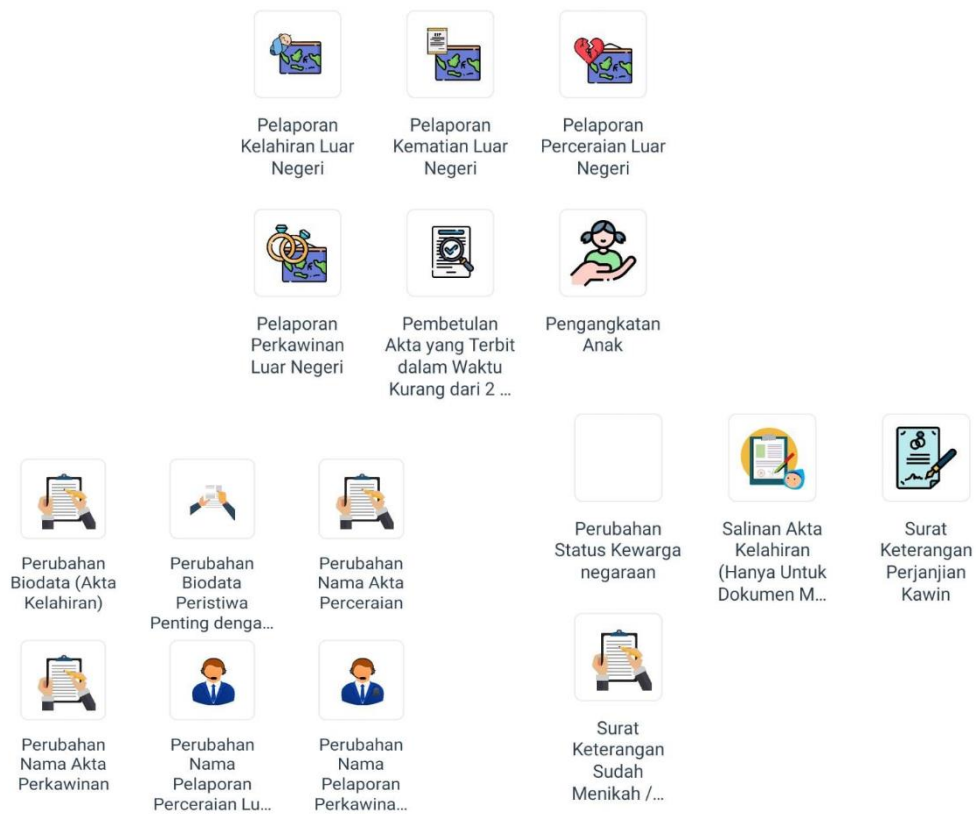 Pelaporan
Kelahiran Luar
Negeri
Pelaporan
Kematian Luar
Negeri
Pelaporan
Perceraian Luar
Negeri
Pelaporan
Perkawinan
Luar Negeri
Pembetulan
Akta yang Terbit
dalam Waktu
Kurang dari 2 ...
Pengangkatan
Anak
Perubahan
Biodata (Akta
Kelahiran)
Perubahan
Biodata
Peristiwa
Penting denga...
Perubahan
Nama Akta
Perceraian
Perubahan
Nama Akta
Perkawinan
Perubahan
Nama
Pelaporan
Perceraian Lu...
Perubahan
Nama
Pelaporan
Perkawina...
Perubahan
Status Kewarga
negaraan
Salinan Akta
Kelahiran
(Hanya Untuk
Dokumen M...
Surat
Keterangan
Perjanjian
Kawin
Surat
Keterangan
Sudah
Menikah /...